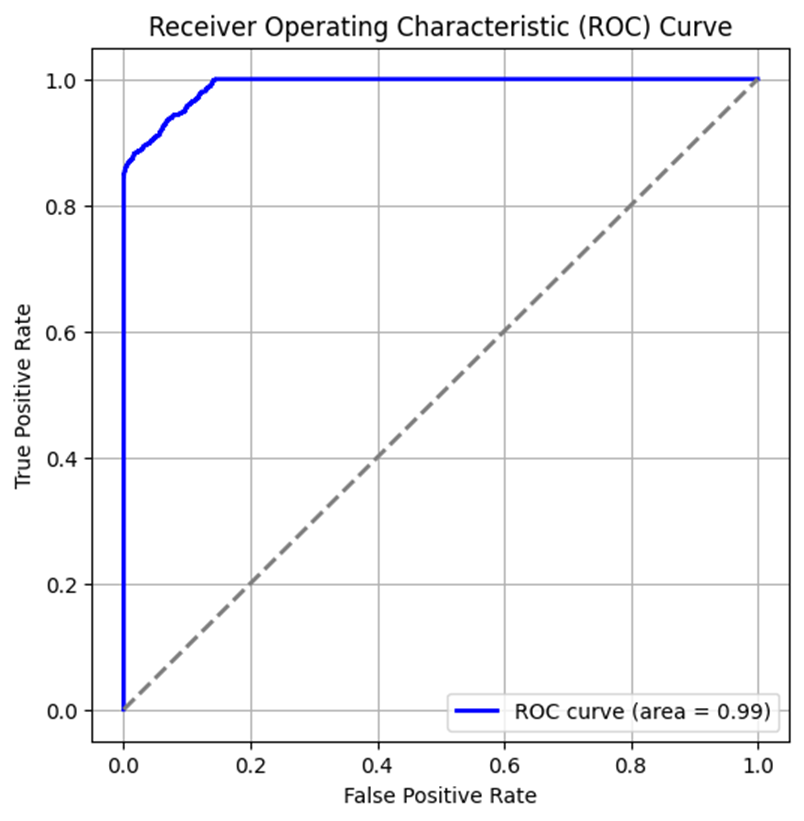 Receiver Operating Characteristic (ROC) Curve
1.0
0.8
0.6
0.4
0.2
0.0
True Positive Rate
ROC curve (area = 0.99)
0.0 0.2 0.4 0.6 0.8 1.0
False Positive Rate